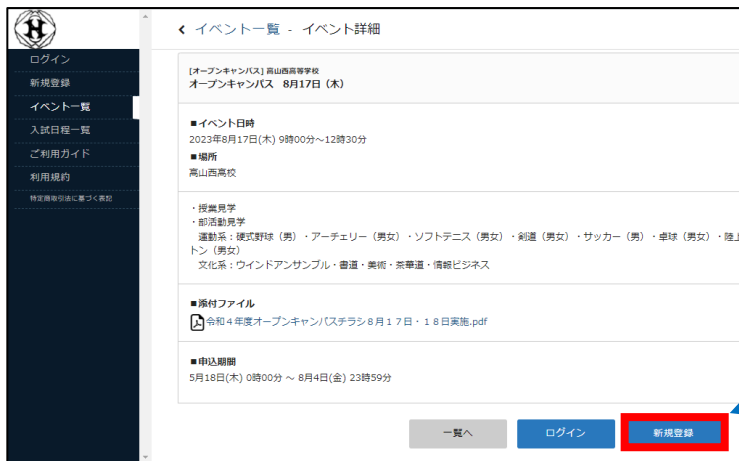 ログイン
新規登録
イベント一覧
入試日程一覧
ご利用ガイド
利用規約
特定商取引法に基づく表記
イベント一覧 - イベント詳細
[オープンキャンパス] 高山西高等学校
オープンキャンパス 8月17日（木）
■イベント日時
2023年8月17日(木) 9時00分～12時30分
■場所
高山西高校
・授業見学
・部活動見学
運動系：硬式野球（男）・アーチェリー（男女）・ソフトテニス（男女）・剣道（男女）・サッカー（男）・卓球（男女）・陸上
トン（男女）
文化系：ウインドアンサンブル・書道・美術・茶華道・情報ビジネス
■添付ファイル
令和４年度オープンキャンパスチラシ８月１７日・１８日実施.pdf
■申込期間
5月18日(木) 0時00分 ～ 8月4日(金) 23時59分
一覧へ
ログイン
新規登録